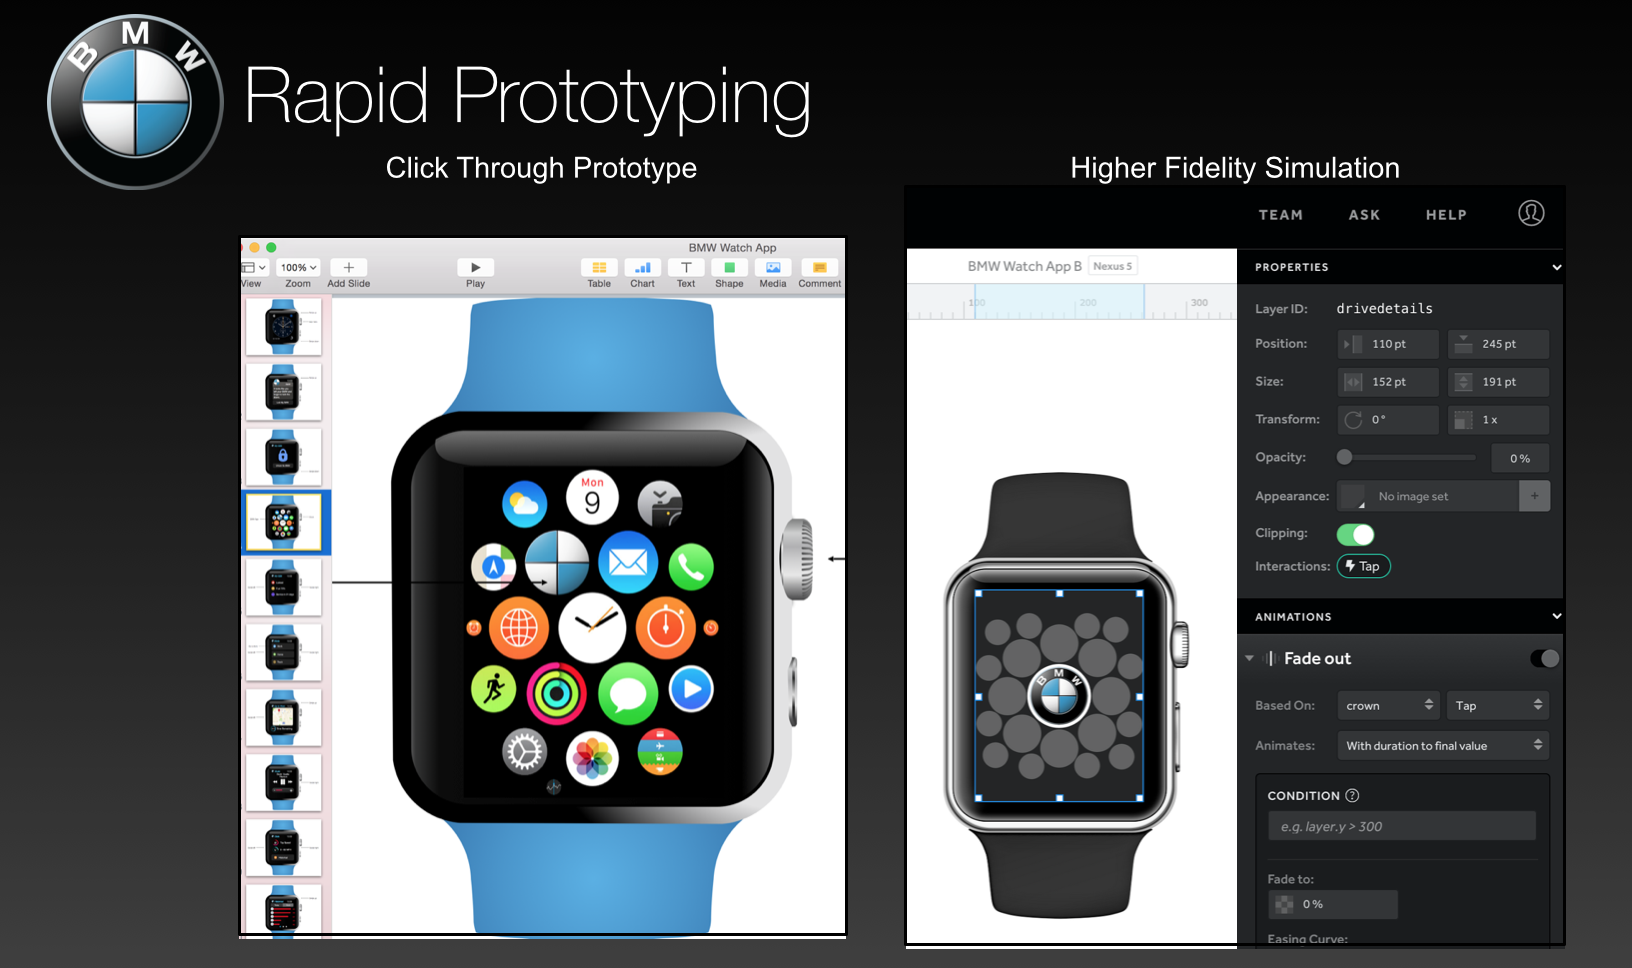 BMW
Rapid Prototyping
Click Through Prototype
Higher Fidelity Simulation
BMW Watch App
View
100%
Zoom
Add Slide
Play
Table
Chart
Text
Shape
Media
Comment
Mon
9
TEAM ASK HELP
BMW Watch App B Nexus 5
100 200 300
BMW
PROPERTIES
Layer ID: drivedetails
Position: 110 pt 245 pt
Size: 152 pt 191 pt
Transform: 0° 1 x
Opacity: 0 %
Appearance: No image set +
Clipping:
Interactions: Tap
ANIMATIONS
Fade out
Based On: crown Tap
Animates: With duration to final value
CONDITION ?
e.g. layer.y > 300
Fade to:
0 %
Easing Curve: